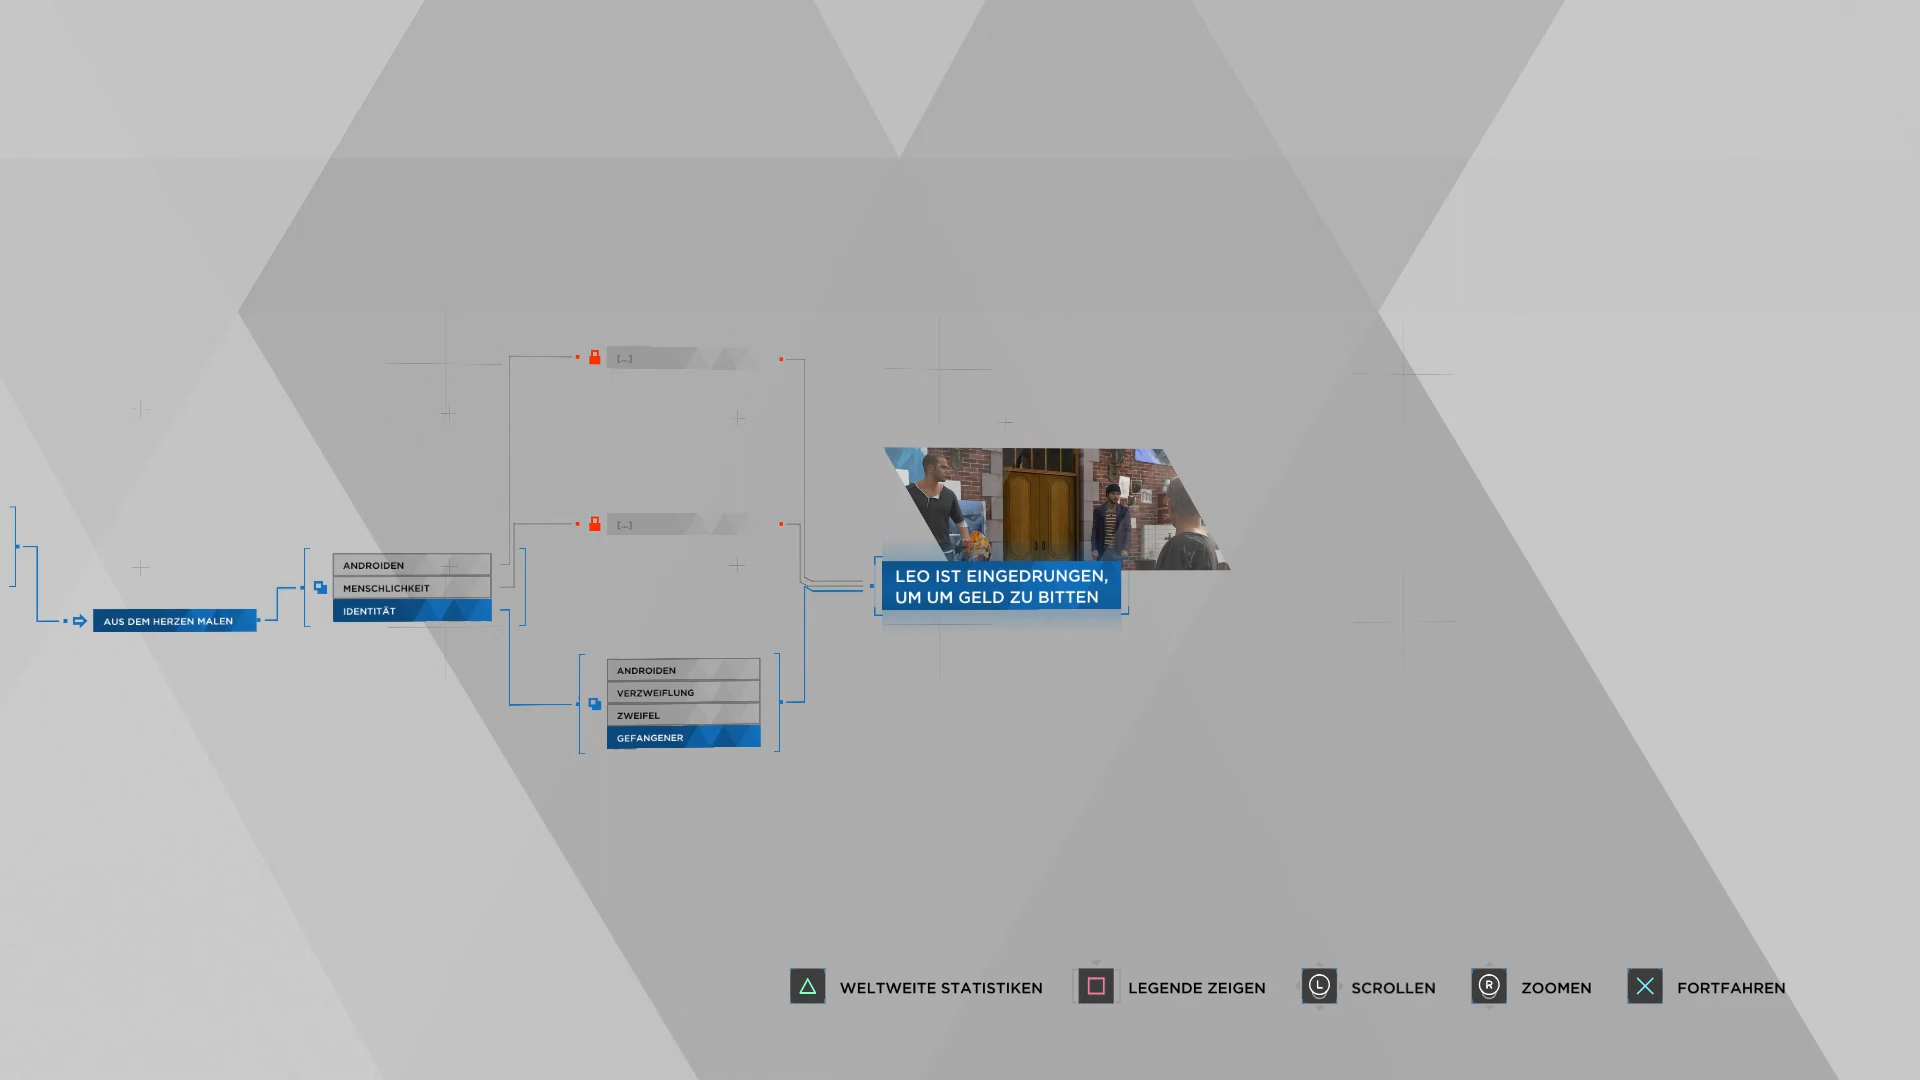 [...]
[...]
AUS DEM HERZEN MALEN
ANDROIDEN
MENSCHLICHKEIT
IDENTITÄT
ANDROIDEN
VERZWEIFLUNG
ZWEIFEL
GEFANGENER
LEO IST EINGEDRUNGEN,
UM UM GELD ZU BITTEN
WELTWEITE STATISTIKEN
LEGENDE ZEIGEN
L SCROLLEN
R ZOOMEN
FORTFAHREN